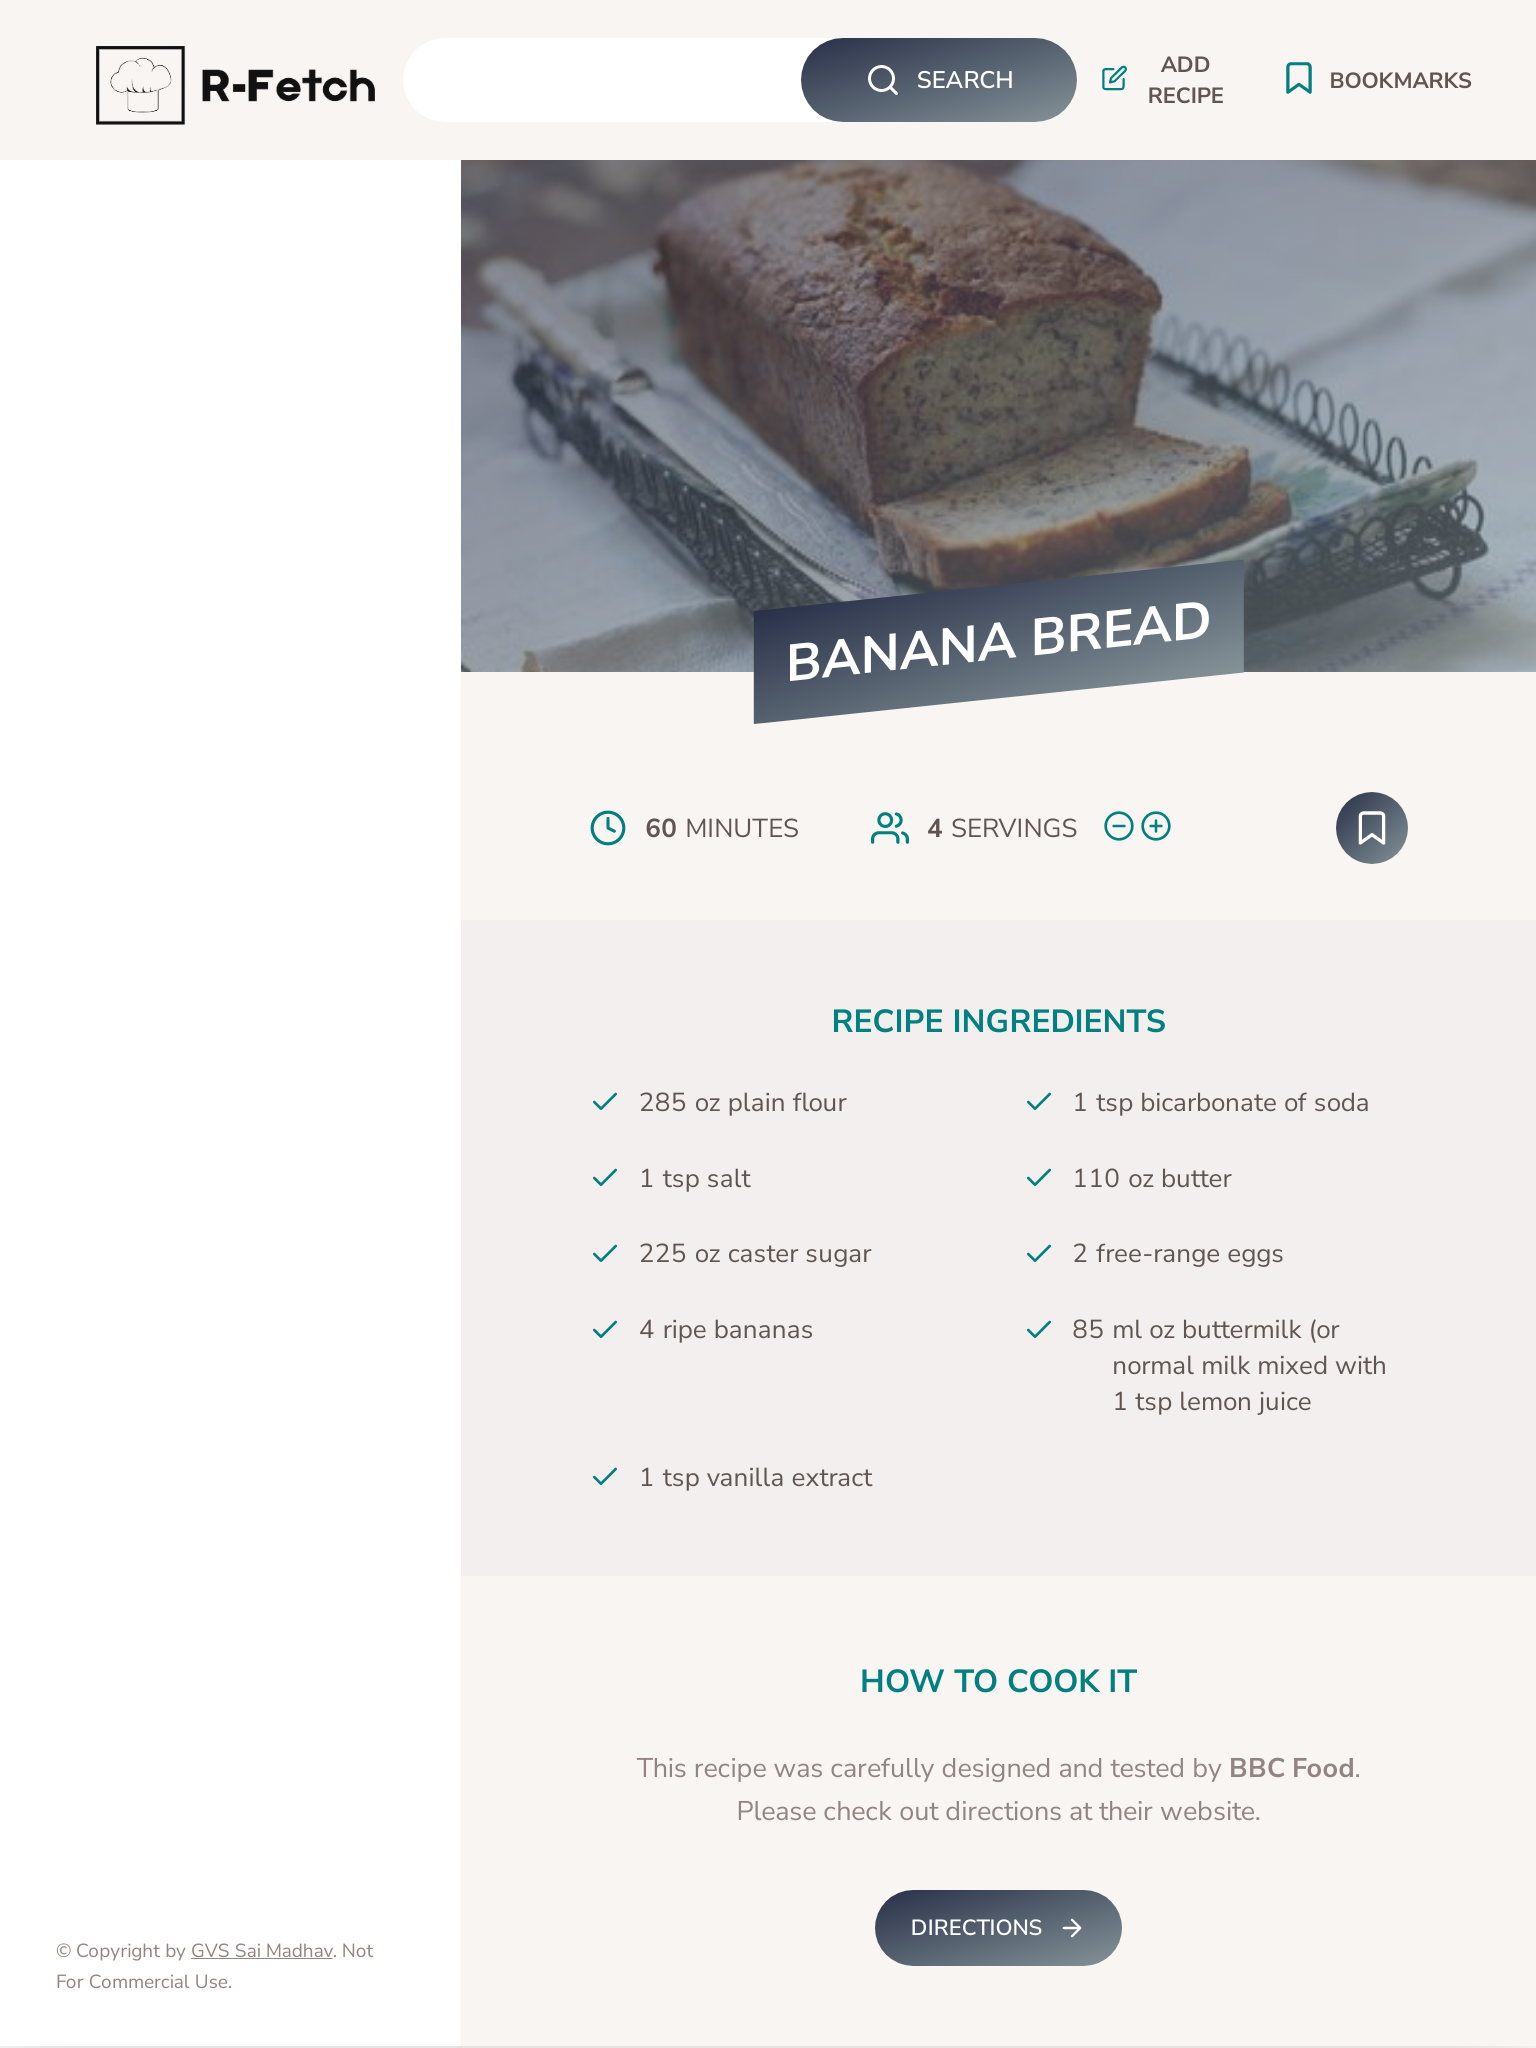 R-Fetch
SEARCH
ADD
RECIPE
BOOKMARKS
BANANA BREAD
60 MINUTES
4 SERVINGS
RECIPE INGREDIENTS
285 oz plain flour
1 tsp bicarbonate of soda
1 tsp salt
110 oz butter
225 oz caster sugar
2 free-range eggs
4 ripe bananas
85 ml oz buttermilk (or
normal milk mixed with
1 tsp lemon juice
1 tsp vanilla extract
HOW TO COOK IT
This recipe was carefully designed and tested by BBC Food.
Please check out directions at their website.
DIRECTIONS
© Copyright by GVS Sai Madhav. Not
For Commercial Use.